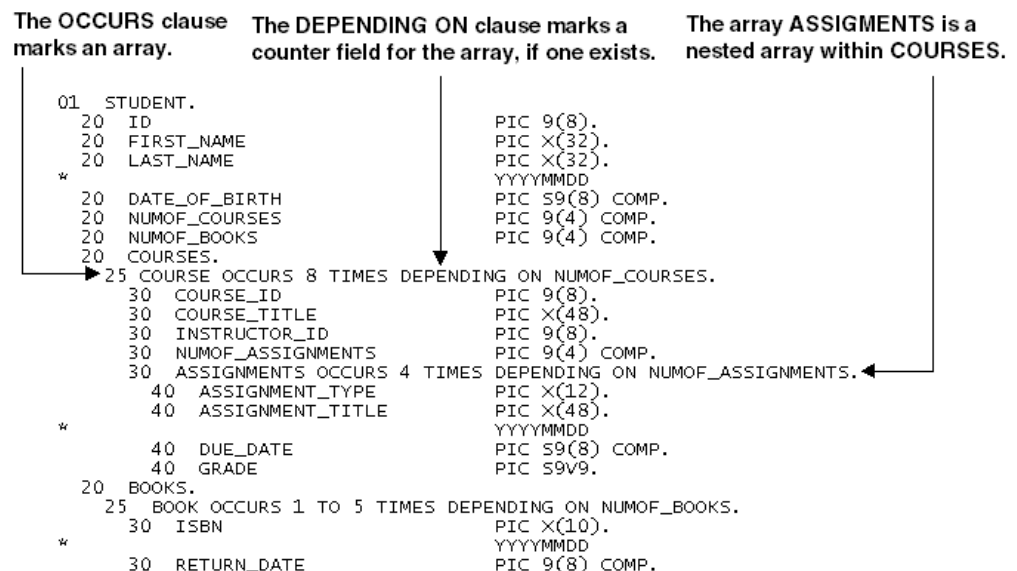 The OCCURS clause
marks an array.
The DEPENDING ON clause marks a
counter field for the array, if one exists.
The array ASSIGMENTS is a
nested array within COURSES.
01 STUDENT.
20 ID PIC 9(8).
20 FIRST_NAME PIC X(32).
20 LAST_NAME PIC X(32).
* YYYYMMDD
20 DATE_OF_BIRTH PIC S9(8) COMP.
20 NUMOF_COURSES PIC 9(4) COMP.
20 NUMOF_BOOKS PIC 9(4) COMP.
20 COURSES.
25 COURSE OCCURS 8 TIMES DEPENDING ON NUMOF_COURSES.
30 COURSE_ID PIC 9(8).
30 COURSE_TITLE PIC X(48).
30 INSTRUCTOR_ID PIC 9(8).
30 NUMOF_ASSIGNMENTS PIC 9(4) COMP.
30 ASSIGNMENTS OCCURS 4 TIMES DEPENDING ON NUMOF_ASSIGNMENTS.
40 ASSIGNMENT_TYPE PIC X(12).
40 ASSIGNMENT_TITLE PIC X(48).
* YYYYMMDD
40 DUE_DATE PIC S9(8) COMP.
40 GRADE PIC S9V9.
20 BOOKS.
25 BOOK OCCURS 1 TO 5 TIMES DEPENDING ON NUMOF_BOOKS.
30 ISBN PIC X(10).
* YYYYMMDD
30 RETURN_DATE PIC 9(8) COMP.